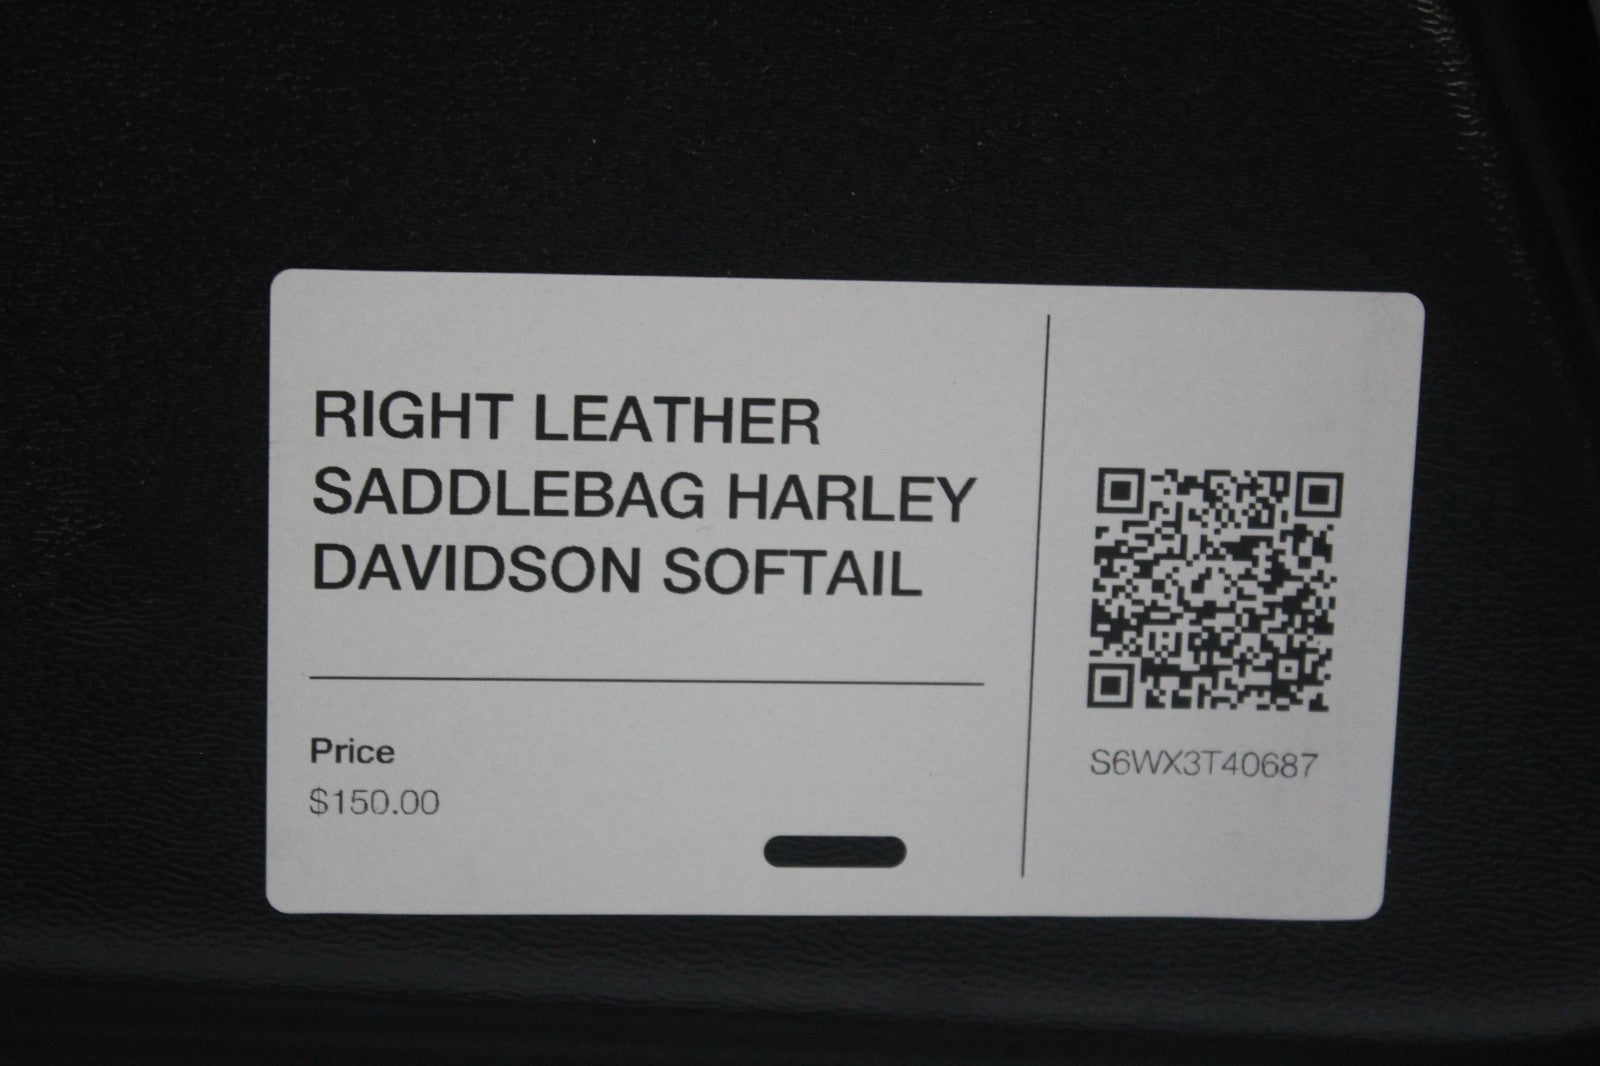 RIGHT LEATHER
SADDLEBAG HARLEY
DAVIDSON SOFTAIL
Price
$150.00
S6WX3T40687